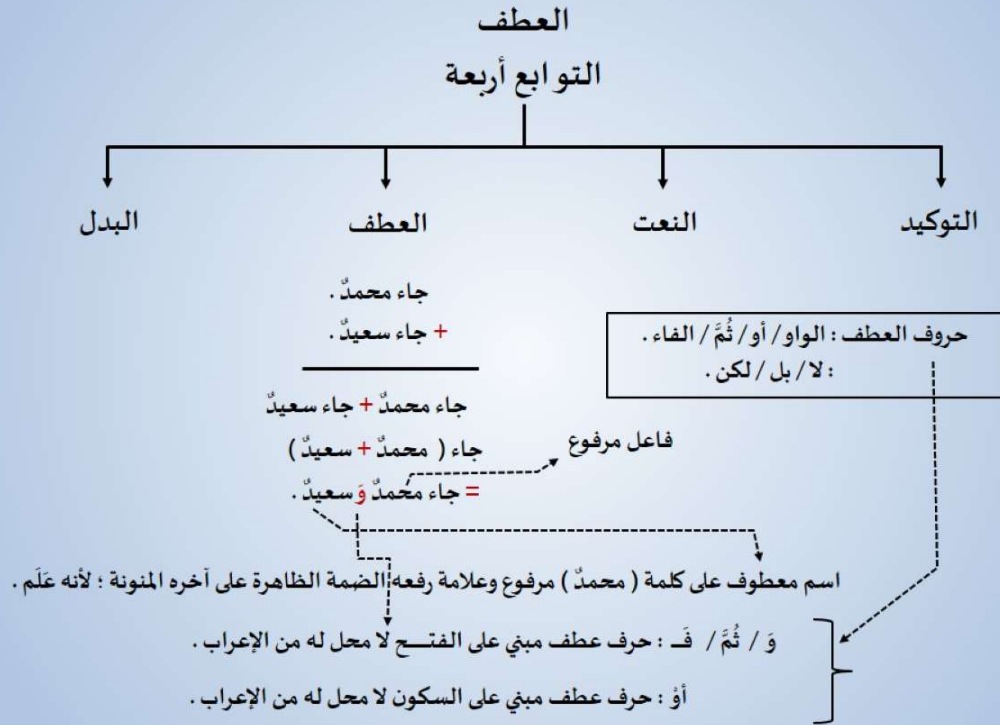 العطف
التوابع أربعة
التوكيد
النعت
العطف
البدل
جاء محمدٌ .
+ جاء سعيدٌ .
حروف العطف : الواو / أو / ثُمَّ / الفاء .
: لا / بل / لكن .
جاء محمدٌ + جاء سعيدٌ
جاء ( محمدٌ + سعيدٌ )
فاعل مرفوع
= جاء محمدٌ وَ سعيدٌ .
اسم معطوف على كلمة ( محمدٌ ) مرفوع وعلامة رفعه الضمة الظاهرة على آخره المنونة ؛ لأنه عَلَم .
وَ / ثُمَّ / فَـ : حرف عطف مبني على الفتـــح لا محل له من الإعراب .
أوْ : حرف عطف مبني على السكون لا محل له من الإعراب .